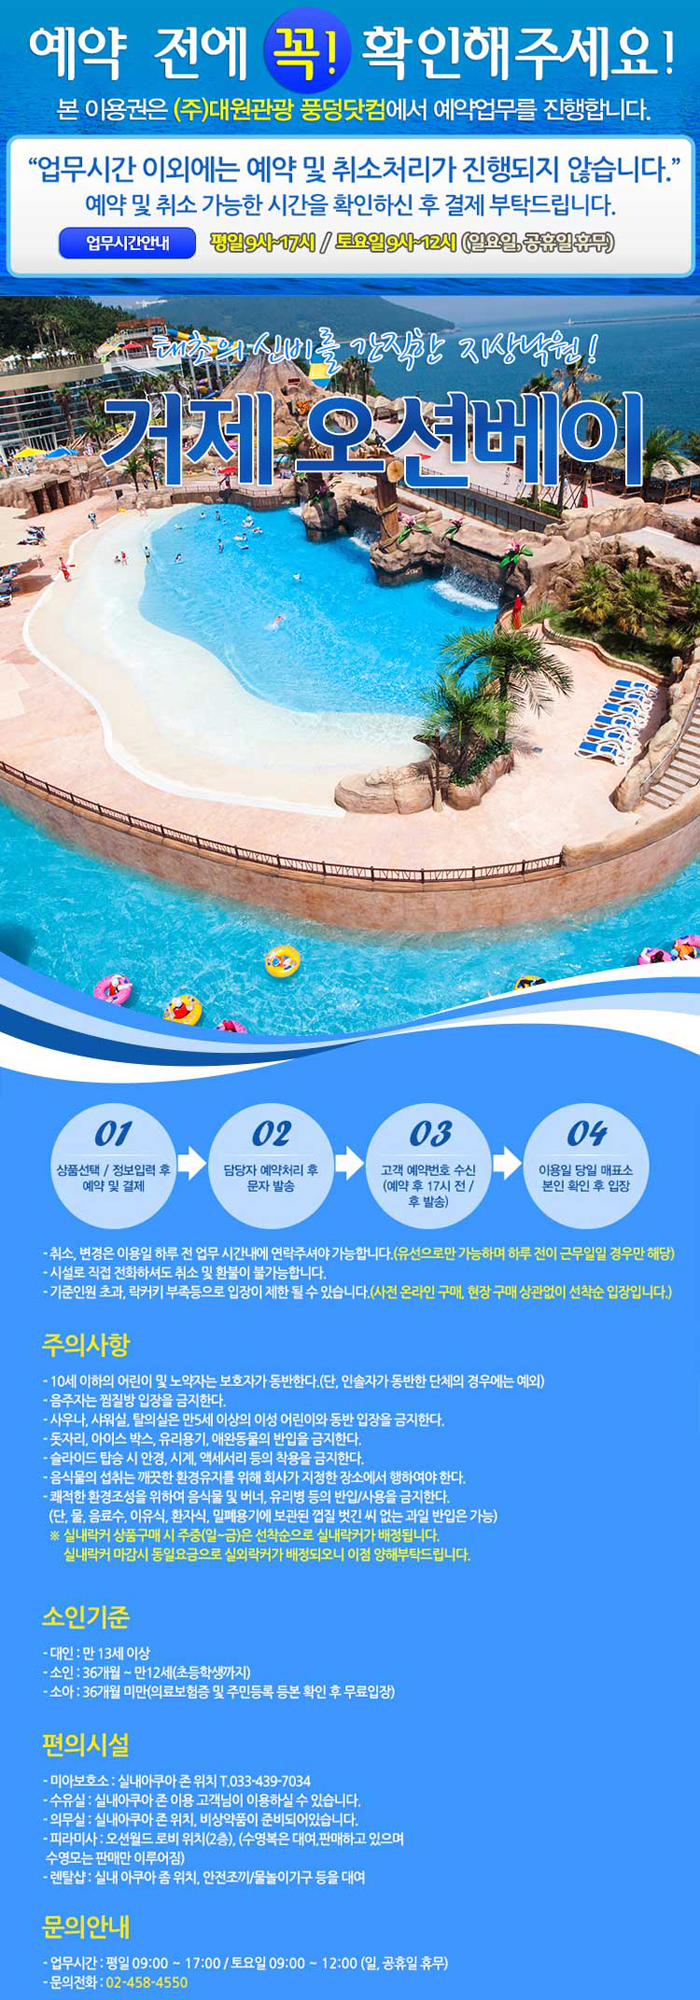 예약 전에 꼭! 확인해주세요!
본 이용권은 (주)대원관광 풍덩닷컴에서 예약업무를 진행합니다.
“업무시간 이외에는 예약 및 취소처리가 진행되지 않습니다.”
예약 및 취소 가능한 시간을 확인하신 후 결제 부탁드립니다.
업무시간안내 평일 9시~17시 / 토요일 9시~12시 (일요일, 공휴일 휴무)
태초의 신비를 간직한 지상낙원!
거제 오션베이
01
상품선택 / 정보입력 후
예약 및 결제
02
담당자 예약처리 후
문자 발송
03
고객 예약번호 수신
(예약 후 17시 전 /
후 발송)
04
이용일 당일 매표소
본인 확인 후 입장
- 취소, 변경은 이용일 하루 전 업무 시간내에 연락주셔야 가능합니다.(유선으로만 가능하며 하루 전이 근무일일 경우만 해당)
- 시설로 직접 전화하셔도 취소 및 환불이 불가능합니다.
- 기준인원 초과, 락커키 부족등으로 입장이 제한 될 수 있습니다.(사전 온라인 구매, 현장 구매 상관없이 선착순 입장입니다.)
주의사항
- 10세 이하의 어린이 및 노약자는 보호자가 동반한다.(단, 인솔자가 동반한 단체의 경우에는 예외)
- 음주자는 찜질방 입장을 금지한다.
- 사우나, 샤워실, 탈의실은 만5세 이상의 이성 어린이와 동반 입장을 금지한다.
- 돗자리, 아이스 박스, 유리용기, 애완동물의 반입을 금지한다.
- 슬라이드 탑승 시 안경, 시계, 액세서리 등의 착용을 금지한다.
- 음식물의 섭취는 깨끗한 환경유지를 위해 회사가 지정한 장소에서 행하여야 한다.
- 쾌적한 환경조성을 위하여 음식물 및 버너, 유리병 등의 반입/사용을 금지한다.
(단, 물, 음료수, 이유식, 환자식, 밀폐용기에 보관된 껍질 벗긴 씨 없는 과일 반입은 가능)
※ 실내락커 상품구매 시 주중(일~금)은 선착순으로 실내락커가 배정됩니다.
실내락커 마감시 동일요금으로 실외락커가 배정되오니 이점 양해부탁드립니다.
소인기준
- 대인 : 만 13세 이상
- 소인 : 36개월 ~ 만12세(초등학생까지)
- 소아 : 36개월 미만(의료보험증 및 주민등록 등본 확인 후 무료입장)
편의시설
- 미아보호소 : 실내아쿠아 존 위치 T.033-439-7034
- 수유실 : 실내아쿠아 존 이용 고객님이 이용하실 수 있습니다.
- 의무실 : 실내아쿠아 존 위치, 비상약품이 준비되어있습니다.
- 피라미사 : 오션월드 로비 위치(2층), (수영복은 대여,판매하고 있으며
수영모는 판매만 이루어짐)
- 렌탈샵 : 실내 아쿠아 좀 위치, 안전조끼/물놀이기구 등을 대여
문의안내
- 업무시간 : 평일 09:00 ~ 17:00 / 토요일 09:00 ~ 12:00 (일, 공휴일 휴무)
- 문의전화 : 02-458-4550